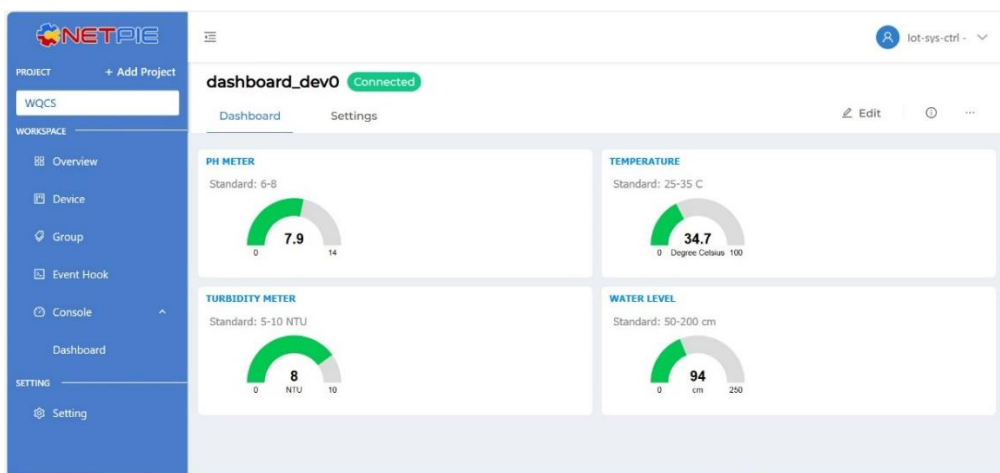 NETPIE
lot-sys-ctrl -
PROJECT + Add Project
WQCS
WORKSPACE
Overview
Device
Group
Event Hook
Console
Dashboard
SETTING
Setting
dashboard_dev0 Connected
Dashboard Settings Edit
PH METER
Standard: 6-8
7.9
0 14
TEMPERATURE
Standard: 25-35 C
34.7
0 Degree Celsius 100
TURBIDITY METER
Standard: 5-10 NTU
8
0 NTU 10
WATER LEVEL
Standard: 50-200 cm
94
0 cm 250